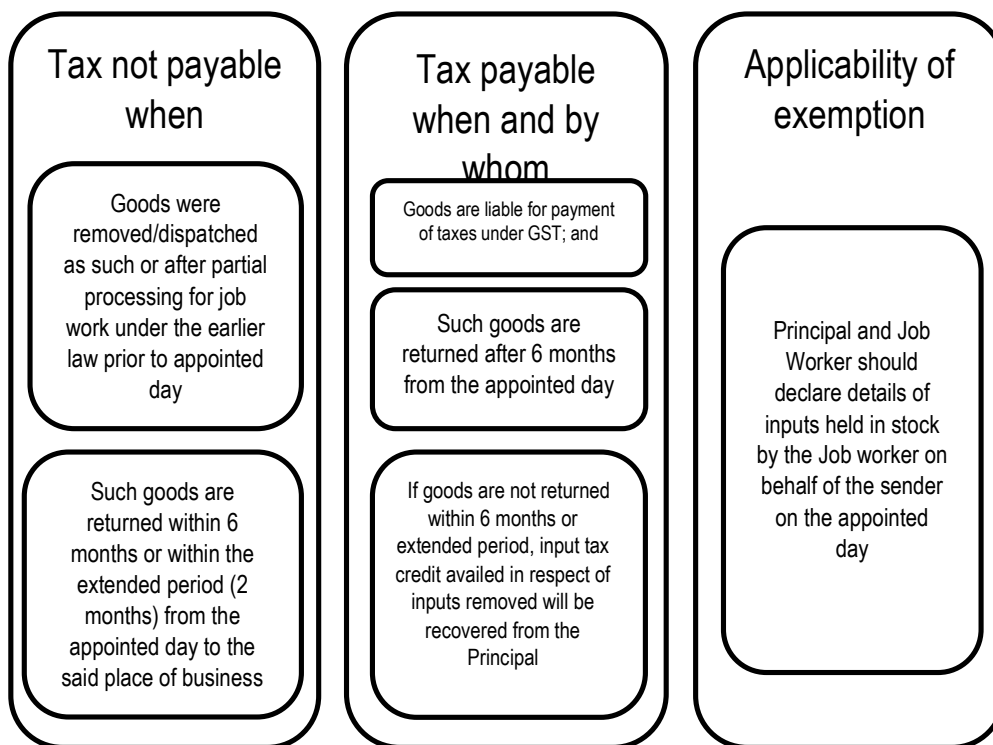 Tax not payable
when
Goods were
removed/dispatched
as such or after partial
processing for job
work under the earlier
law prior to appointed
day
Such goods are
returned within 6
months or within the
extended period (2
months) from the
appointed day to the
said place of business
Tax payable
when and by
whom
Goods are liable for payment
of taxes under GST; and
Such goods are
returned after 6 months
from the appointed day
If goods are not returned
within 6 months or
extended period, input tax
credit availed in respect of
inputs removed will be
recovered from the
Principal
Applicability of
exemption
Principal and Job
Worker should
declare details of
inputs held in stock
by the Job worker on
behalf of the sender
on the appointed
day